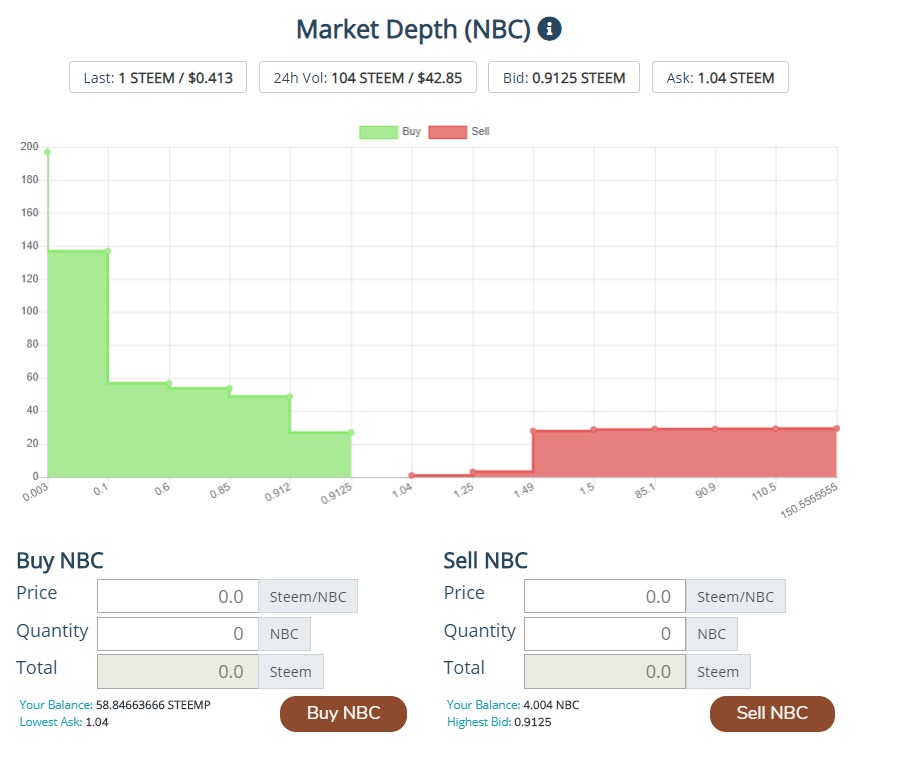 Market Depth (NBC)
Last: 1 STEEM / $0.413
24h Vol: 104 STEEM / $42.85
Bid: 0.9125 STEEM
Ask: 1.04 STEEM
Buy
Sell
200
180
160
140
120
100
80
60
40
20
0
0.003
0.1
0.6
0.85
0.912
0.9125
1.04
1.25
1.49
1.5
85.1
90.9
110.5
150.5555555
Buy NBC
Price
0.0
Steem/NBC
Quantity
0
NBC
Total
0.0
Steem
Your Balance: 58.84663666 STEEMP
Lowest Ask: 1.04
Buy NBC
Sell NBC
Price
0.0
Steem/NBC
Quantity
0
NBC
Total
0.0
Steem
Your Balance: 4.004 NBC
Highest Bid: 0.9125
Sell NBC